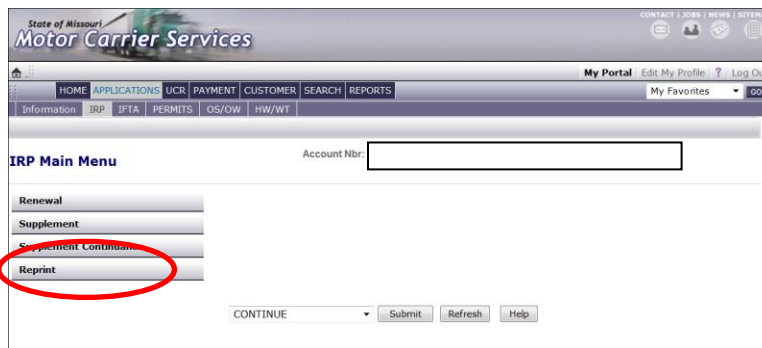 State of Missouri
Motor Carrier Services
CONTACT | JOBS | NEWS |
My Portal Edit My Profile ? Log
HOME APPLICATIONS UCR PAYMENT CUSTOMER SEARCH REPORTS
My Favorites GO
Information IRP IFTA PERMITS OS/OW HW/WT
IRP Main Menu
Account Nbr:
Renewal
Supplement
Supplement
Reprint
CONTINUE Submit Refresh Help